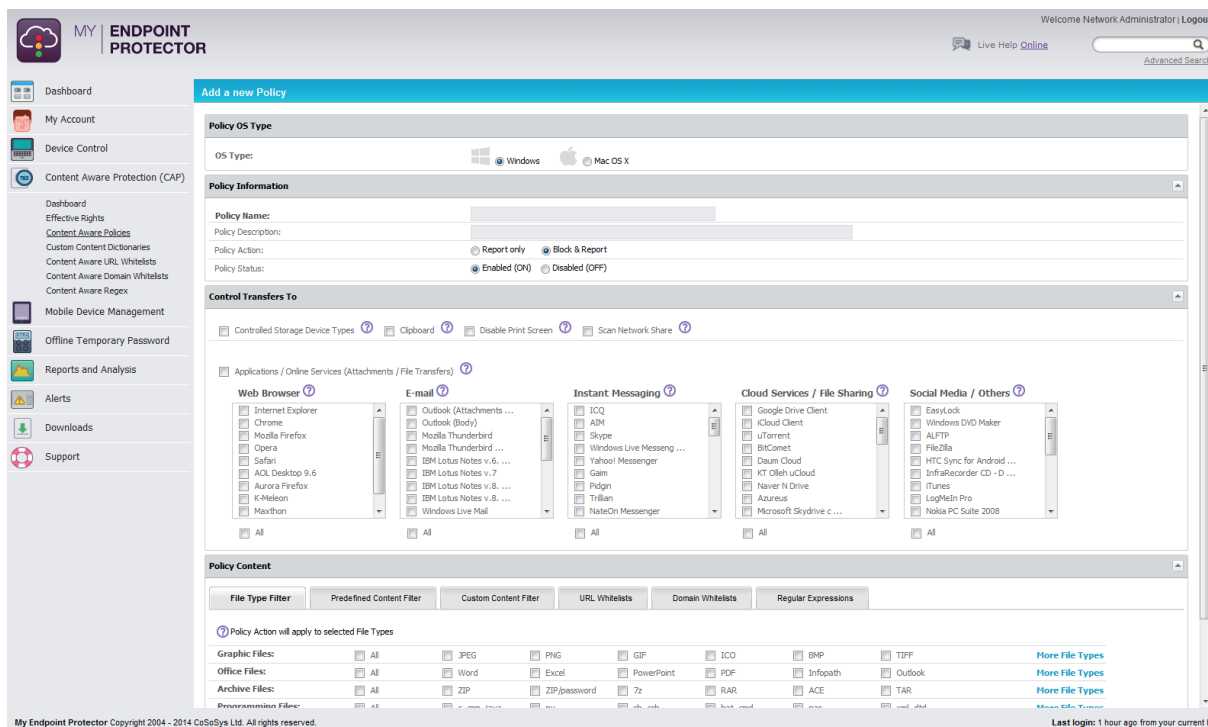 Welcome Network Administrator | Logou
MY | ENDPOINT
PROTECTOR
Live Help Online
Advanced Search
Dashboard
My Account
Device Control
Content Aware Protection (CAP)
Dashboard
Effective Rights
Content Aware Policies
Custom Content Dictionaries
Content Aware URL Whitelists
Content Aware Domain Whitelists
Content Aware Regex
Mobile Device Management
Offline Temporary Password
Reports and Analysis
Alerts
Downloads
Support
Add a new Policy
Policy OS Type
OS Type: Windows Mac OS X
Policy Information
Policy Name:
Policy Description:
Policy Action: Report only Block & Report
Policy Status: Enabled (ON) Disabled (OFF)
Control Transfers To
Controlled Storage Device Types Clipboard Disable Print Screen Scan Network Share
Applications / Online Services (Attachments / File Transfers)
Web Browser E-mail Instant Messaging Cloud Services / File Sharing Social Media / Others
Internet Explorer Outlook (Attachments ... ICQ Google Drive Client EasyLock
Chrome Outlook (Body) AIM iCloud Client Windows DVD Maker
Mozilla Firefox Mozilla Thunderbird Skype uTorrent ALFTP
Opera Mozilla Thunderbird ... Windows Live Messeng ... BitComet FileZilla
Safari IBM Lotus Notes v.6. ... Yahoo! Messenger Daum Cloud HTC Sync for Android ...
AOL Desktop 9.6 IBM Lotus Notes v.7 Gaim KT Olleh uCloud InfraRecorder CD - D ...
Aurora Firefox IBM Lotus Notes v.8. ... Pidgin Naver N Drive iTunes
K-Meleon IBM Lotus Notes v.8. ... Trillian Azureus LogMeIn Pro
Maxthon Windows Live Mail NateOn Messenger Microsoft Skydrive c ... Nokia PC Suite 2008
All All All All All
Policy Content
File Type Filter Predefined Content Filter Custom Content Filter URL Whitelists Domain Whitelists Regular Expressions
Policy Action will apply to selected File Types
Graphic Files: All JPEG PNG GIF ICO BMP TIFF More File Types
Office Files: All Word Excel PowerPoint PDF Infopath Outlook More File Types
Archive Files: All ZIP ZIP/password 7z RAR ACE TAR More File Types
Programming Files: All
My Endpoint Protector Copyright 2004 - 2014 CoSoSys Ltd. All rights reserved.
Last login: 1 hour ago from your current